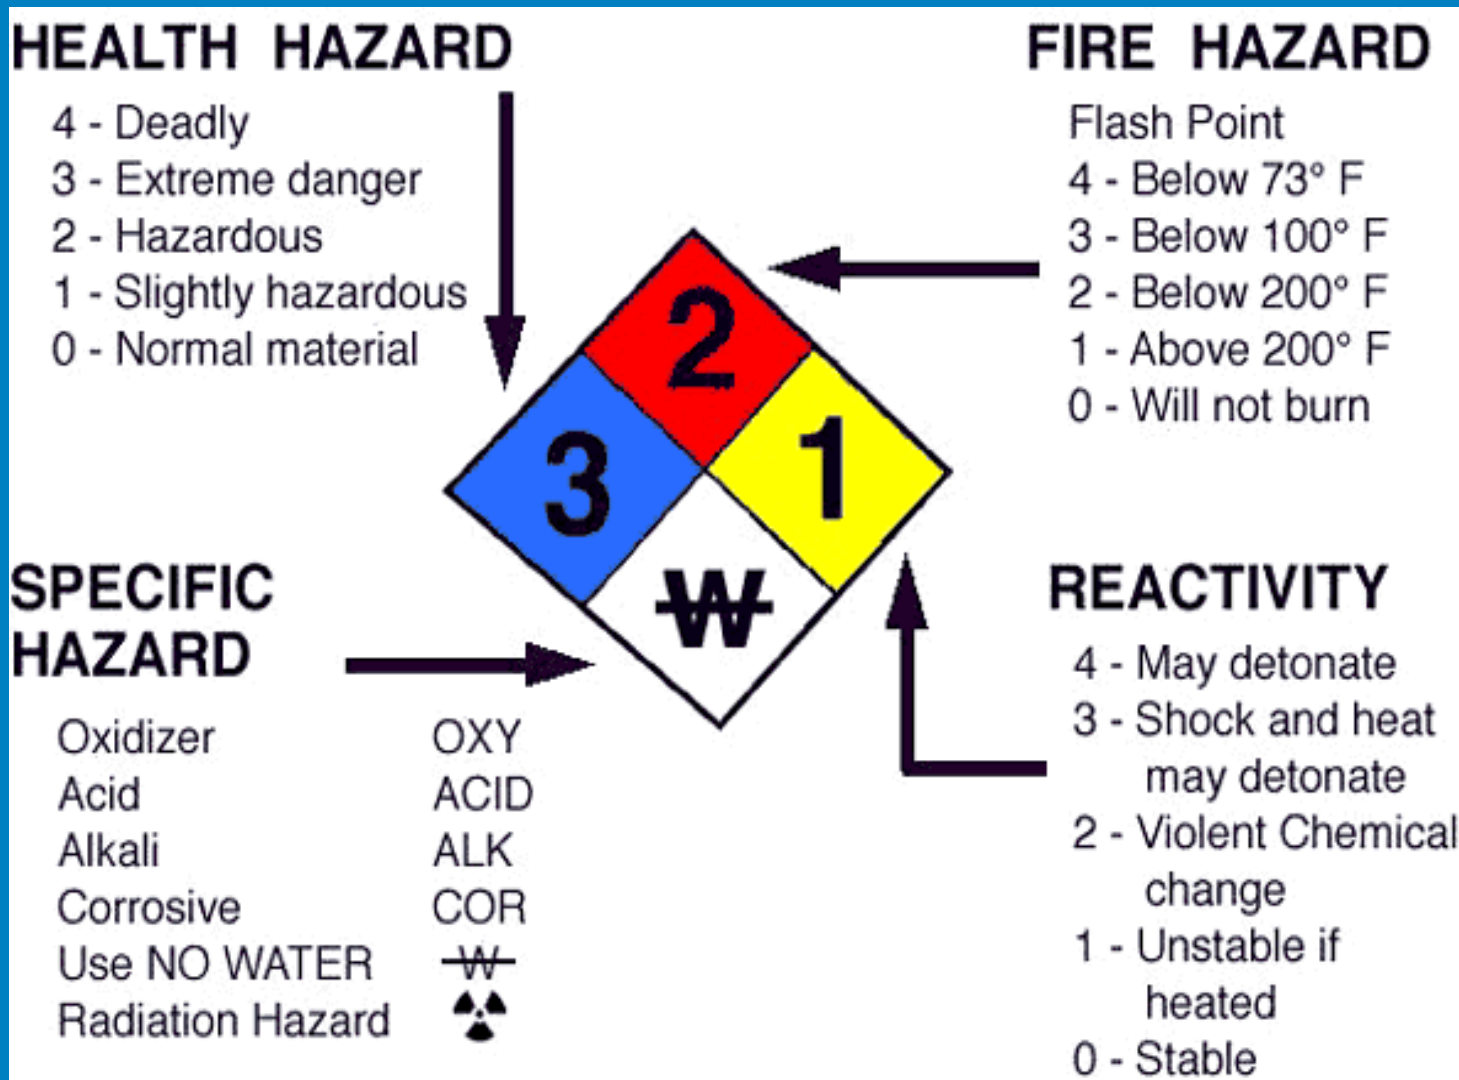 HEALTH HAZARD
4 - Deadly
3 - Extreme danger
2 - Hazardous
1 - Slightly hazardous
0 - Normal material
FIRE HAZARD
Flash Point
4 - Below 73° F
3 - Below 100° F
2 - Below 200° F
1 - Above 200° F
0 - Will not burn
2
3
1
W
SPECIFIC
HAZARD
Oxidizer OXY
Acid ACID
Alkali ALK
Corrosive COR
Use NO WATER W
Radiation Hazard
REACTIVITY
4 - May detonate
3 - Shock and heat
may detonate
2 - Violent Chemical
change
1 - Unstable if
heated
0 - Stable